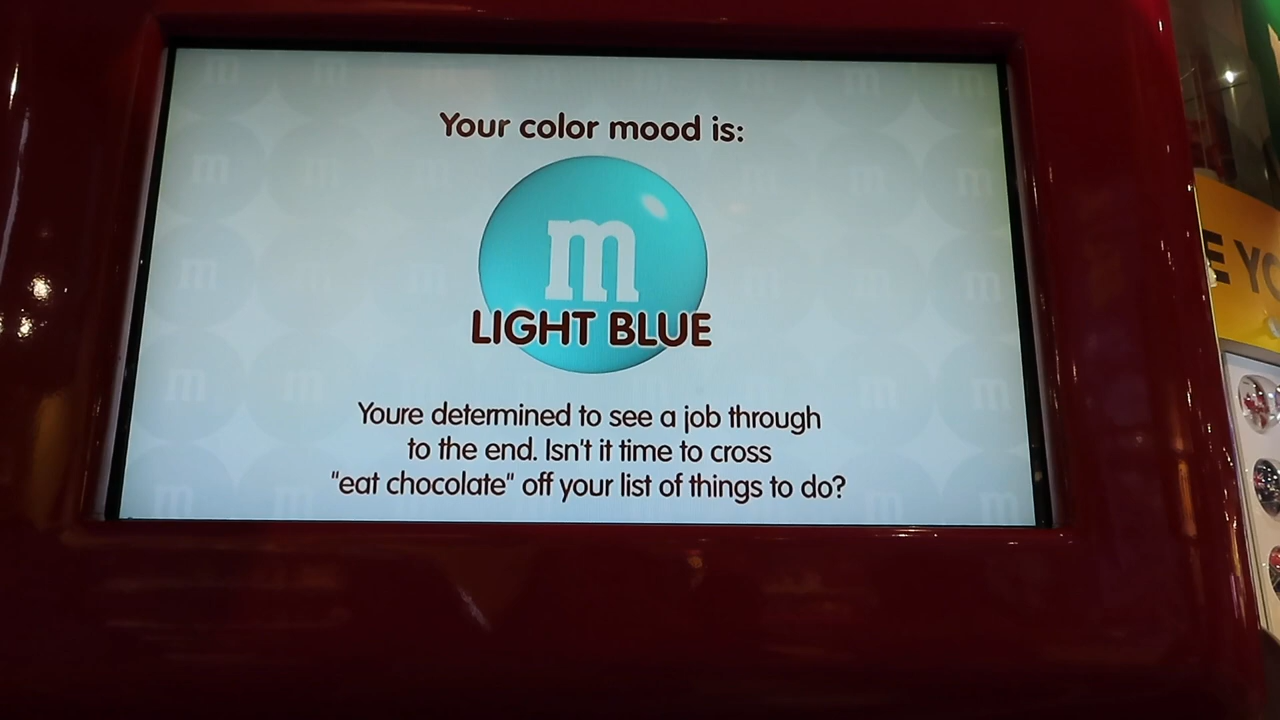 Your color mood is:
m
LIGHT BLUE
Youre determined to see a job through
to the end. Isn't it time to cross
"eat chocolate" off your list of things to do?
E YO